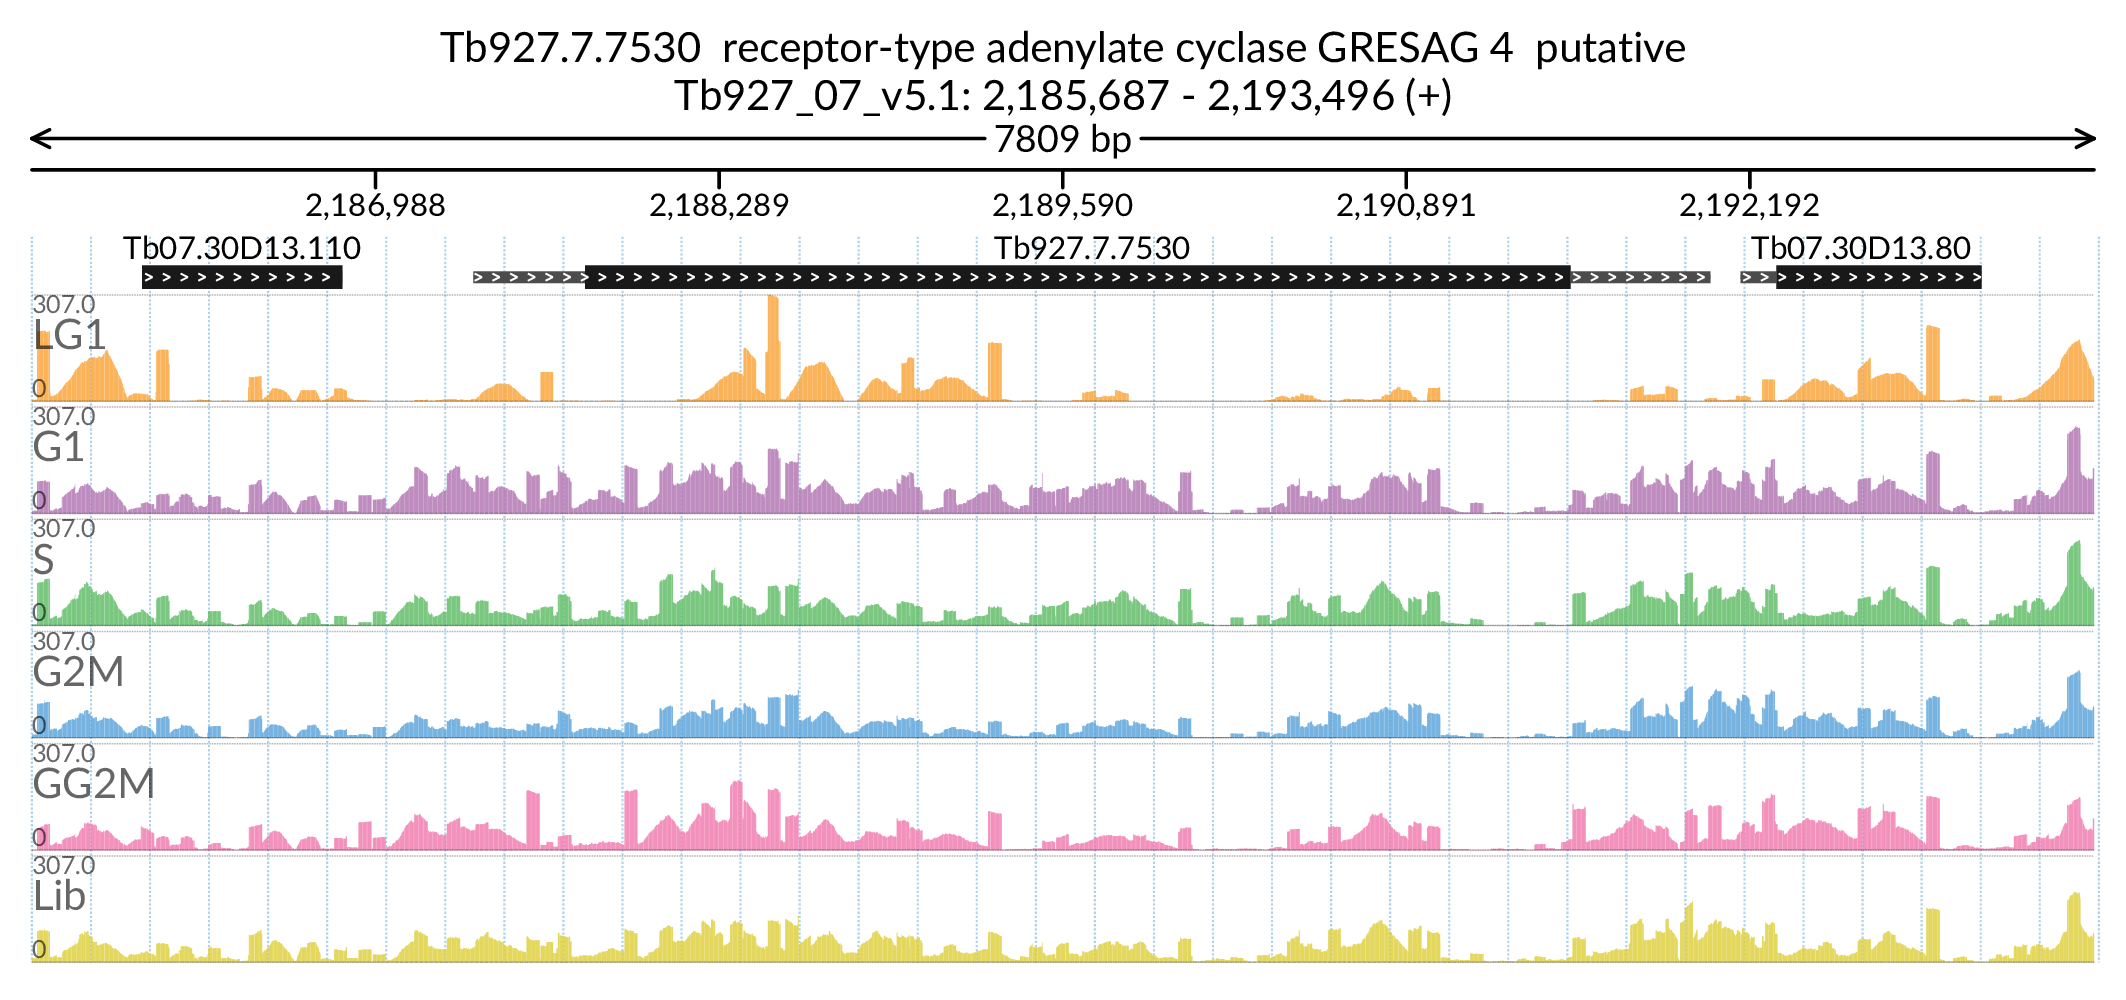 Tb927.7.7530  receptor-type adenylate cyclase GRESAG 4  putative
Tb927_07_v5.1: 2,185,687 - 2,193,496 (+)
7809 bp
2,186,988 2,188,289 2,189,590 2,190,891 2,192,192
Tb07.30D13.110 Tb927.7.7530 Tb07.30D13.80
307.0
LG1
0
307.0
G1
0
307.0
S
0
307.0
G2M
0
307.0
GG2M
0
307.0
Lib
0